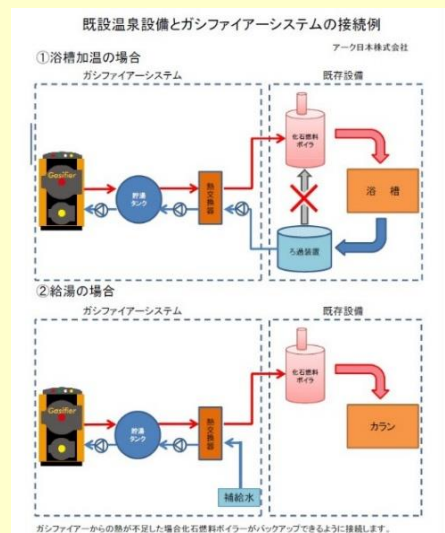 既設温泉設備とガシファイアーシステムの接続例
アーク日本株式会社
①浴槽加温の場合
ガシファイアーシステム
既存設備
Gasifier
貯湯
タンク
熱交換器
化石燃料
ボイラ
浴 槽
ろ過装置
②給湯の場合
ガシファイアーシステム
既存設備
Gasifier
貯湯
タンク
熱交換器
化石燃料
ボイラ
カラン
補給水
ガシファイアーからの熱が不足した場合化石燃料ボイラーがバックアップできるように接続します。